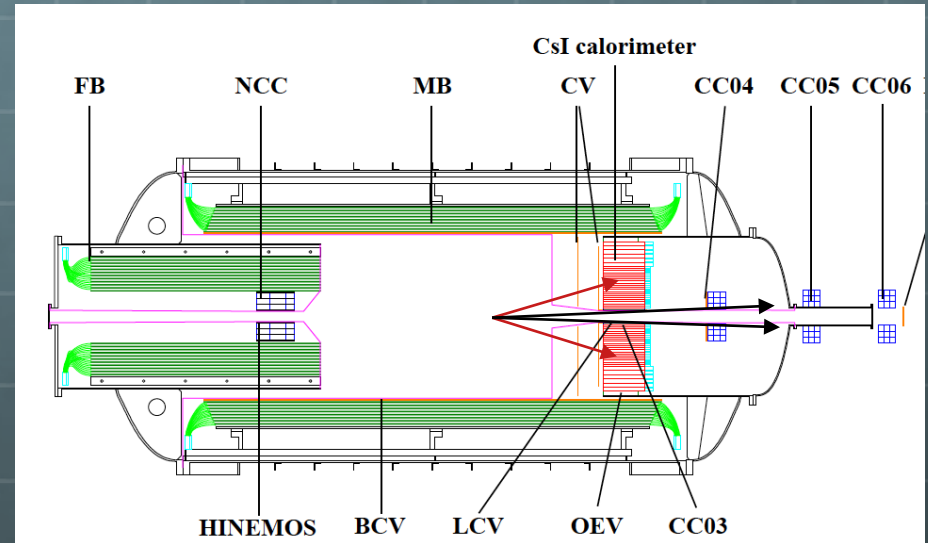 CsI calorimeter
FB NCC MB CV CC04 CC05 CC06
HINEMOS BCV LCV OEV CC03